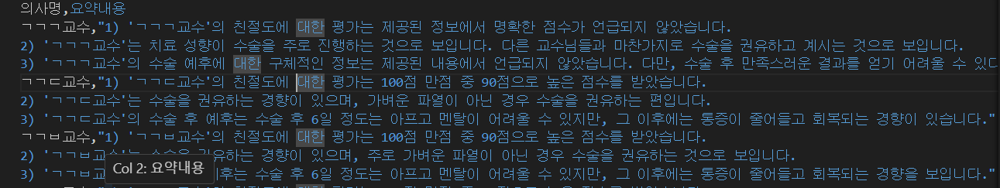 의사명,요약내용
ㄱㄱㄱ교수,"1) 'ㄱㄱㄱ교수'의 친절도에 대한 평가는 제공된 정보에서 명확한 점수가 언급되지 않았습니다.
2) 'ㄱㄱㄱ교수'는 치료 성향이 수술을 주로 진행하는 것으로 보입니다. 다른 교수님들과 마찬가지로 수술을 권유하고 계시는 것으로 보입니다.
3) 'ㄱㄱㄱ교수'의 수술 예후에 대한 구체적인 정보는 제공된 내용에서 언급되지 않았습니다. 다만, 수술 후 만족스러운 결과를 얻기 어려울 수 있다
ㄱㄱㄷ교수,"1) 'ㄱㄱㄷ교수'의 친절도에 대한 평가는 100점 만점 중 90점으로 높은 점수를 받았습니다.
2) 'ㄱㄱㄷ교수'는 수술을 권유하는 경향이 있으며, 가벼운 파열이 아닌 경우 수술을 권유하는 편입니다.
3) 'ㄱㄱㄷ교수'의 수술 후 예후는 수술 후 6일 정도는 아프고 멘탈이 어려울 수 있지만, 그 이후에는 통증이 줄어들고 회복되는 경향이 있습니다."
ㄱㄱㅂ교수,"1) 'ㄱㄱㅂ교수'의 친절도에 대한 평가는 100점 만점 중 90점으로 높은 점수를 받았습니다.
2) 'ㄱㄱㅂ 권유하는 경향이 있으며, 주로 가벼운 파열이 아닌 경우 수술을 권유하는 것으로 보입니다.
Col 2: 요약내용
3) 'ㄱㄱㅂ 후는 수술 후 6일 정도는 아프고 멘탈이 어려울 수 있지만, 그 이후에는 통증이 줄어들고 회복되는 경향을 보입니다."